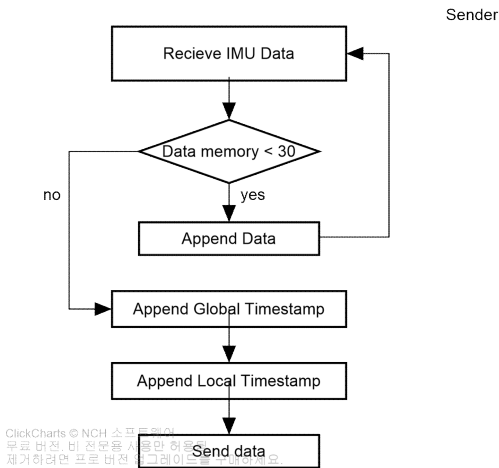 Sender
Recieve IMU Data
Data memory < 30
no
yes
Append Data
Append Global Timestamp
Append Local Timestamp
ClickCharts © NCH 소프트웨어
무료 버전. 비 전문용 사용만 허용됨.
Send data
제거하려면 프로 버전 업그레이드를 구매하세요.